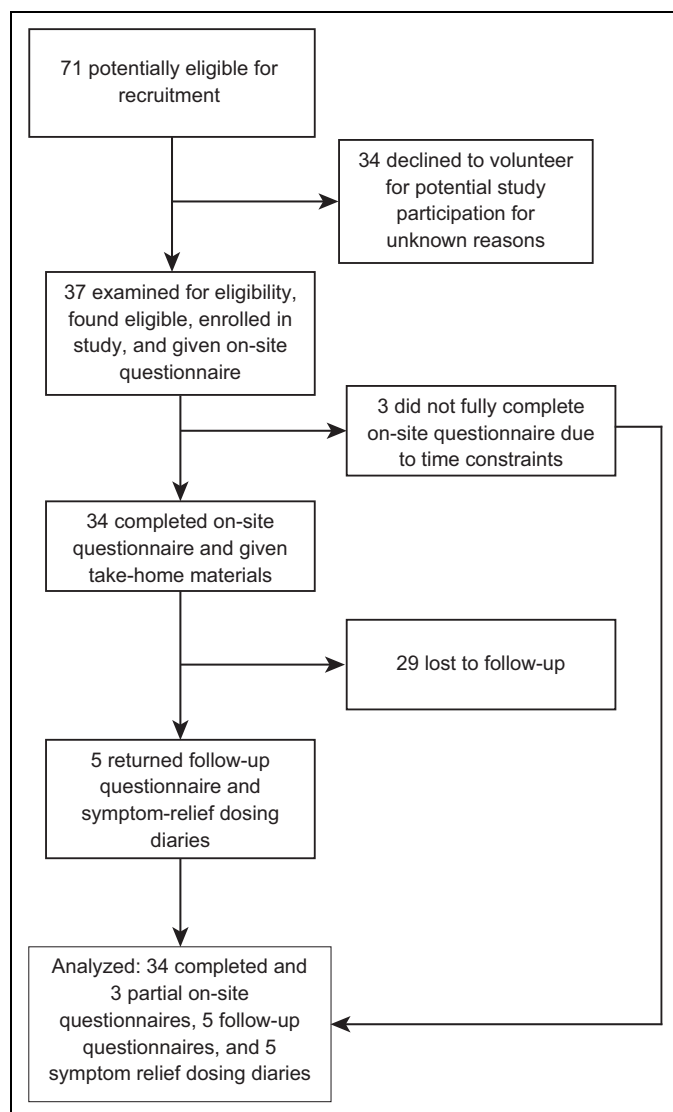 71 potentially eligible for
recruitment
34 declined to volunteer
for potential study
participation for
unknown reasons
37 examined for eligibility,
found eligible, enrolled in
study, and given on-site
questionnaire
3 did not fully complete
on-site questionnaire due
to time constraints
34 completed on-site
questionnaire and given
take-home materials
29 lost to follow-up
5 returned follow-up
questionnaire and
symptom-relief dosing
diaries
Analyzed: 34 completed and
3 partial on-site
questionnaires, 5 follow-up
questionnaires, and 5
symptom relief dosing diaries